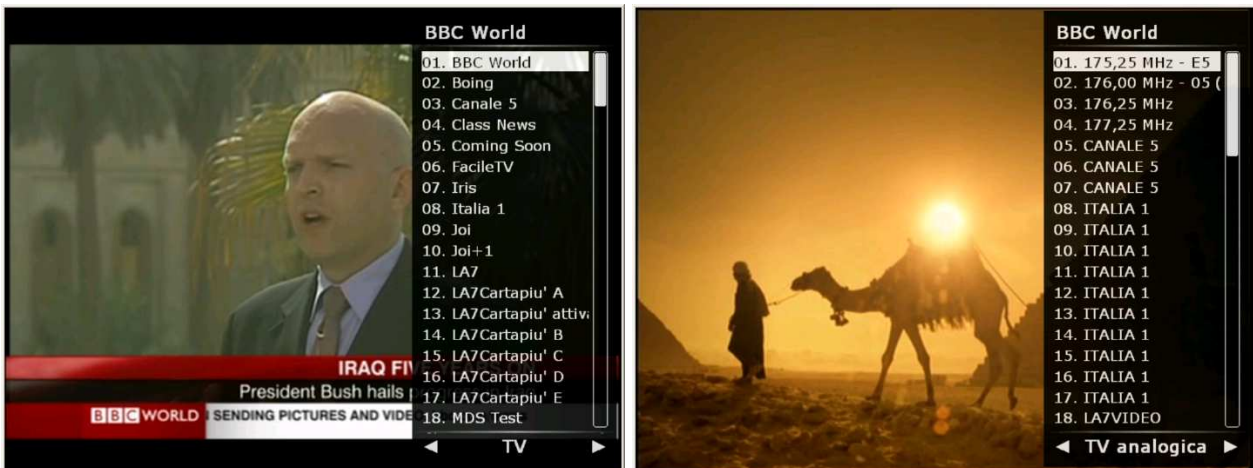 BBC World
01. BBC World
02. Boing
03. Canale 5
04. Class News
05. Coming Soon
06. FacileTV
07. Iris
08. Italia 1
09. Joi
10. Joi+1
11. LA7
12. LA7Cartapiu' A
13. LA7Cartapiu' attiva
14. LA7Cartapiu' B
15. LA7Cartapiu' C
16. LA7Cartapiu' D
17. LA7Cartapiu' E
18. MDS Test
◄ TV ►
IRAQ FIVE YEARS ON
President Bush hails
BBC WORLD SENDING PICTURES AND VIDEO
BBC World
01. 175,25 MHz - E5
02. 176,00 MHz - 05 (
03. 176,25 MHz
04. 177,25 MHz
05. CANALE 5
06. CANALE 5
07. CANALE 5
08. ITALIA 1
09. ITALIA 1
10. ITALIA 1
11. ITALIA 1
12. ITALIA 1
13. ITALIA 1
14. ITALIA 1
15. ITALIA 1
16. ITALIA 1
17. ITALIA 1
18. LA7VIDEO
◄ TV analogica ►